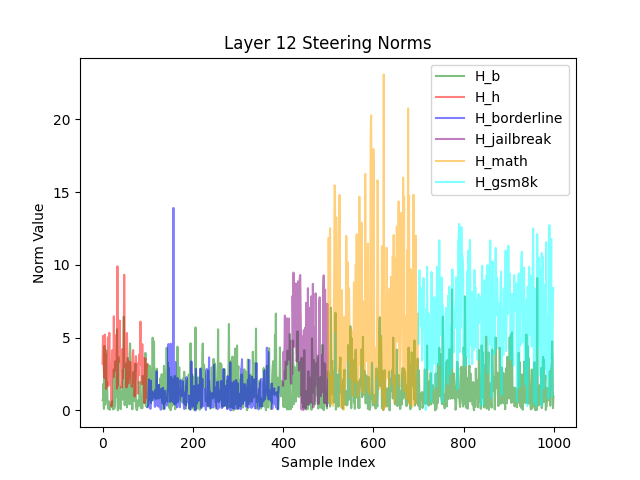 Layer 12 Steering Norms
H_b
H_h
H_borderline
H_jailbreak
H_math
H_gsm8k
Norm Value
20
15
10
5
0
0
200
400
600
800
1000
Sample Index